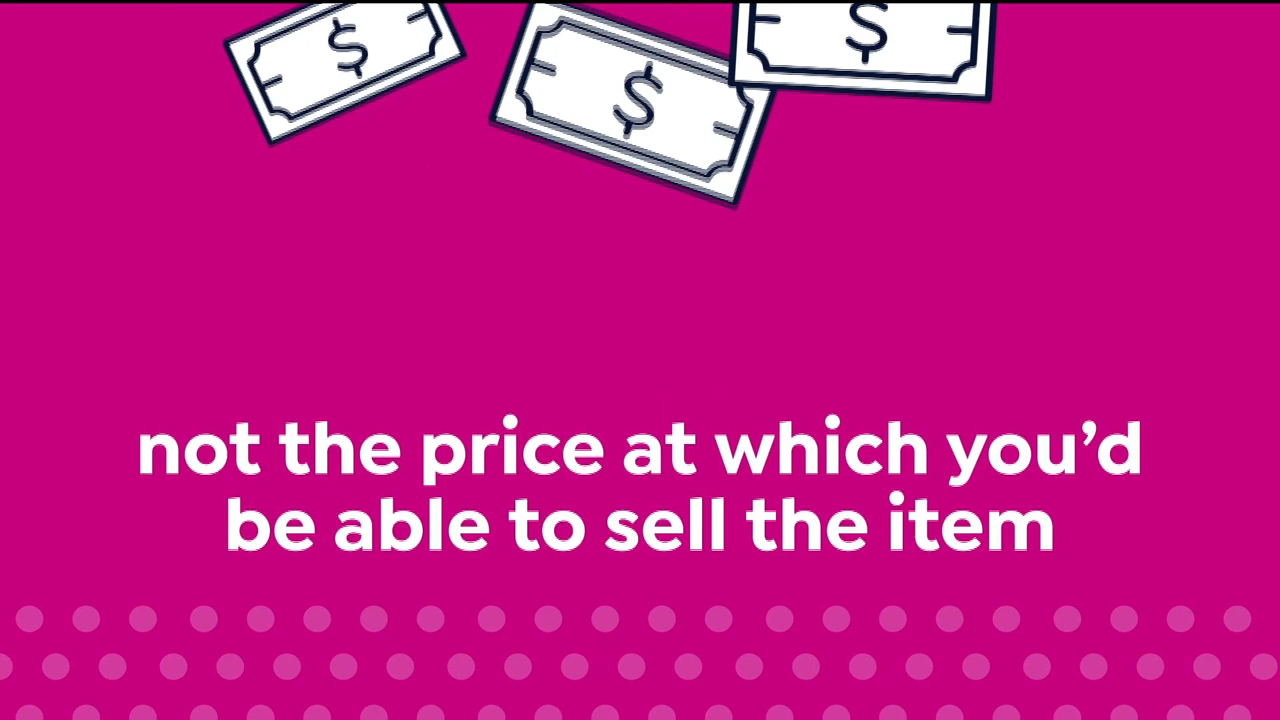 $
$
$
not the price at which you’d
be able to sell the item